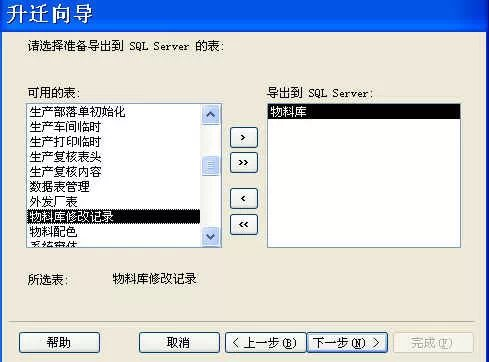 升迁向导
请选择准备导出到 SQL Server 的表:
可用的表:
导出到 SQL Server:
生产部落单初始化
生产车间临时
生产打印临时
生产复核表头
生产复核内容
数据表管理
外发厂表
物料库修改记录
物料配色
物料库
>
>>
<
<<
所选表: 物料库修改记录
帮助
取消
< 上一步(B)
下一步(N) >
完成(F)